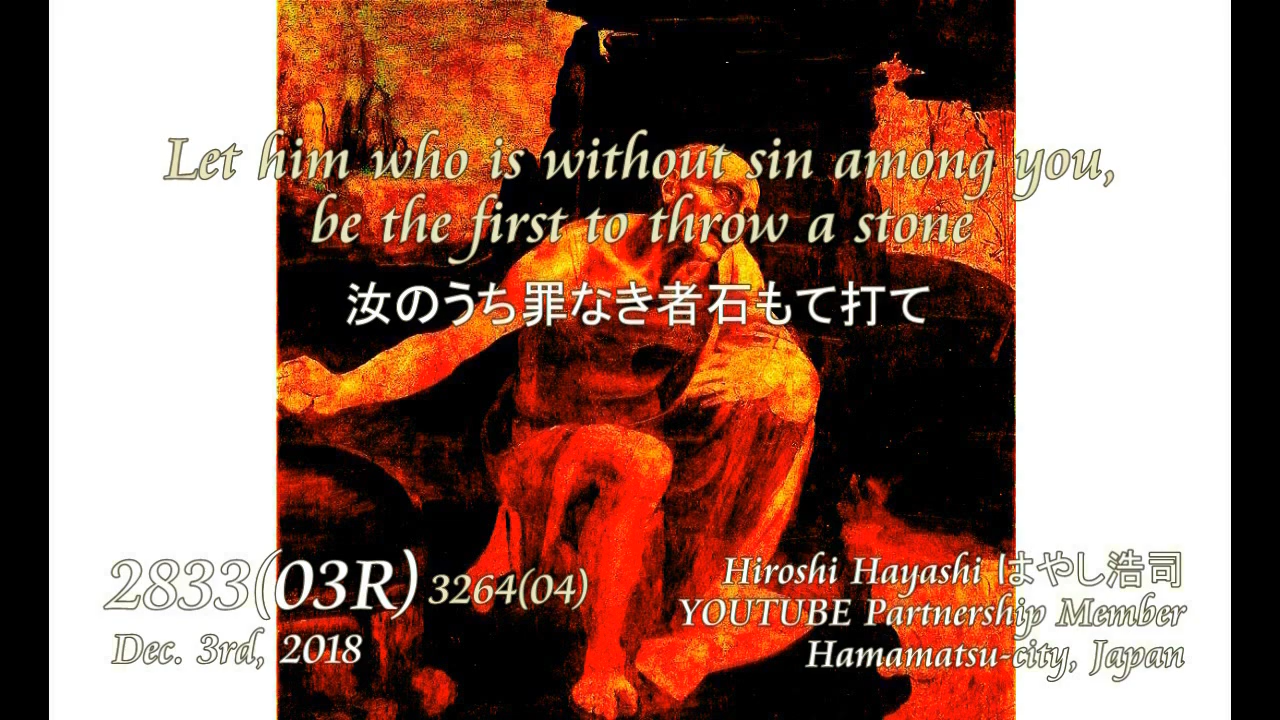 Let him who is without sin among you,
be the first to throw a stone
汝のうち罪なき者石もて打て
2833(03R) 3264(04)
Dec. 3rd, 2018
Hiroshi Hayashi はやし浩司
YOUTUBE Partnership Member
Hamamatsu-city, Japan